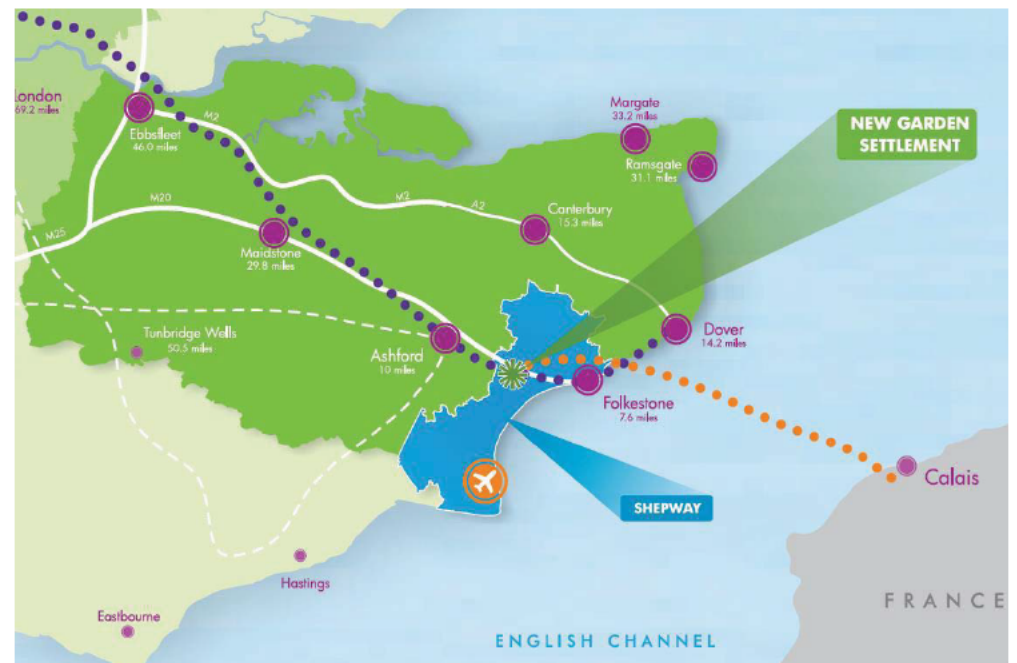 London
69.2 miles
Ebbsfleet
46.0 miles
M2
Margate
33.2 miles
NEW GARDEN
SETTLEMENT
Ramsgate
31.1 miles
M20
M2
A2
Canterbury
15.3 miles
M25
Maidstone
29.8 miles
Tunbridge Wells
50.5 miles
Ashford
10 miles
Dover
14.2 miles
Folkestone
7.6 miles
Calais
SHEPWAY
Hastings
FRANCE
Eastbourne
ENGLISH CHANNEL